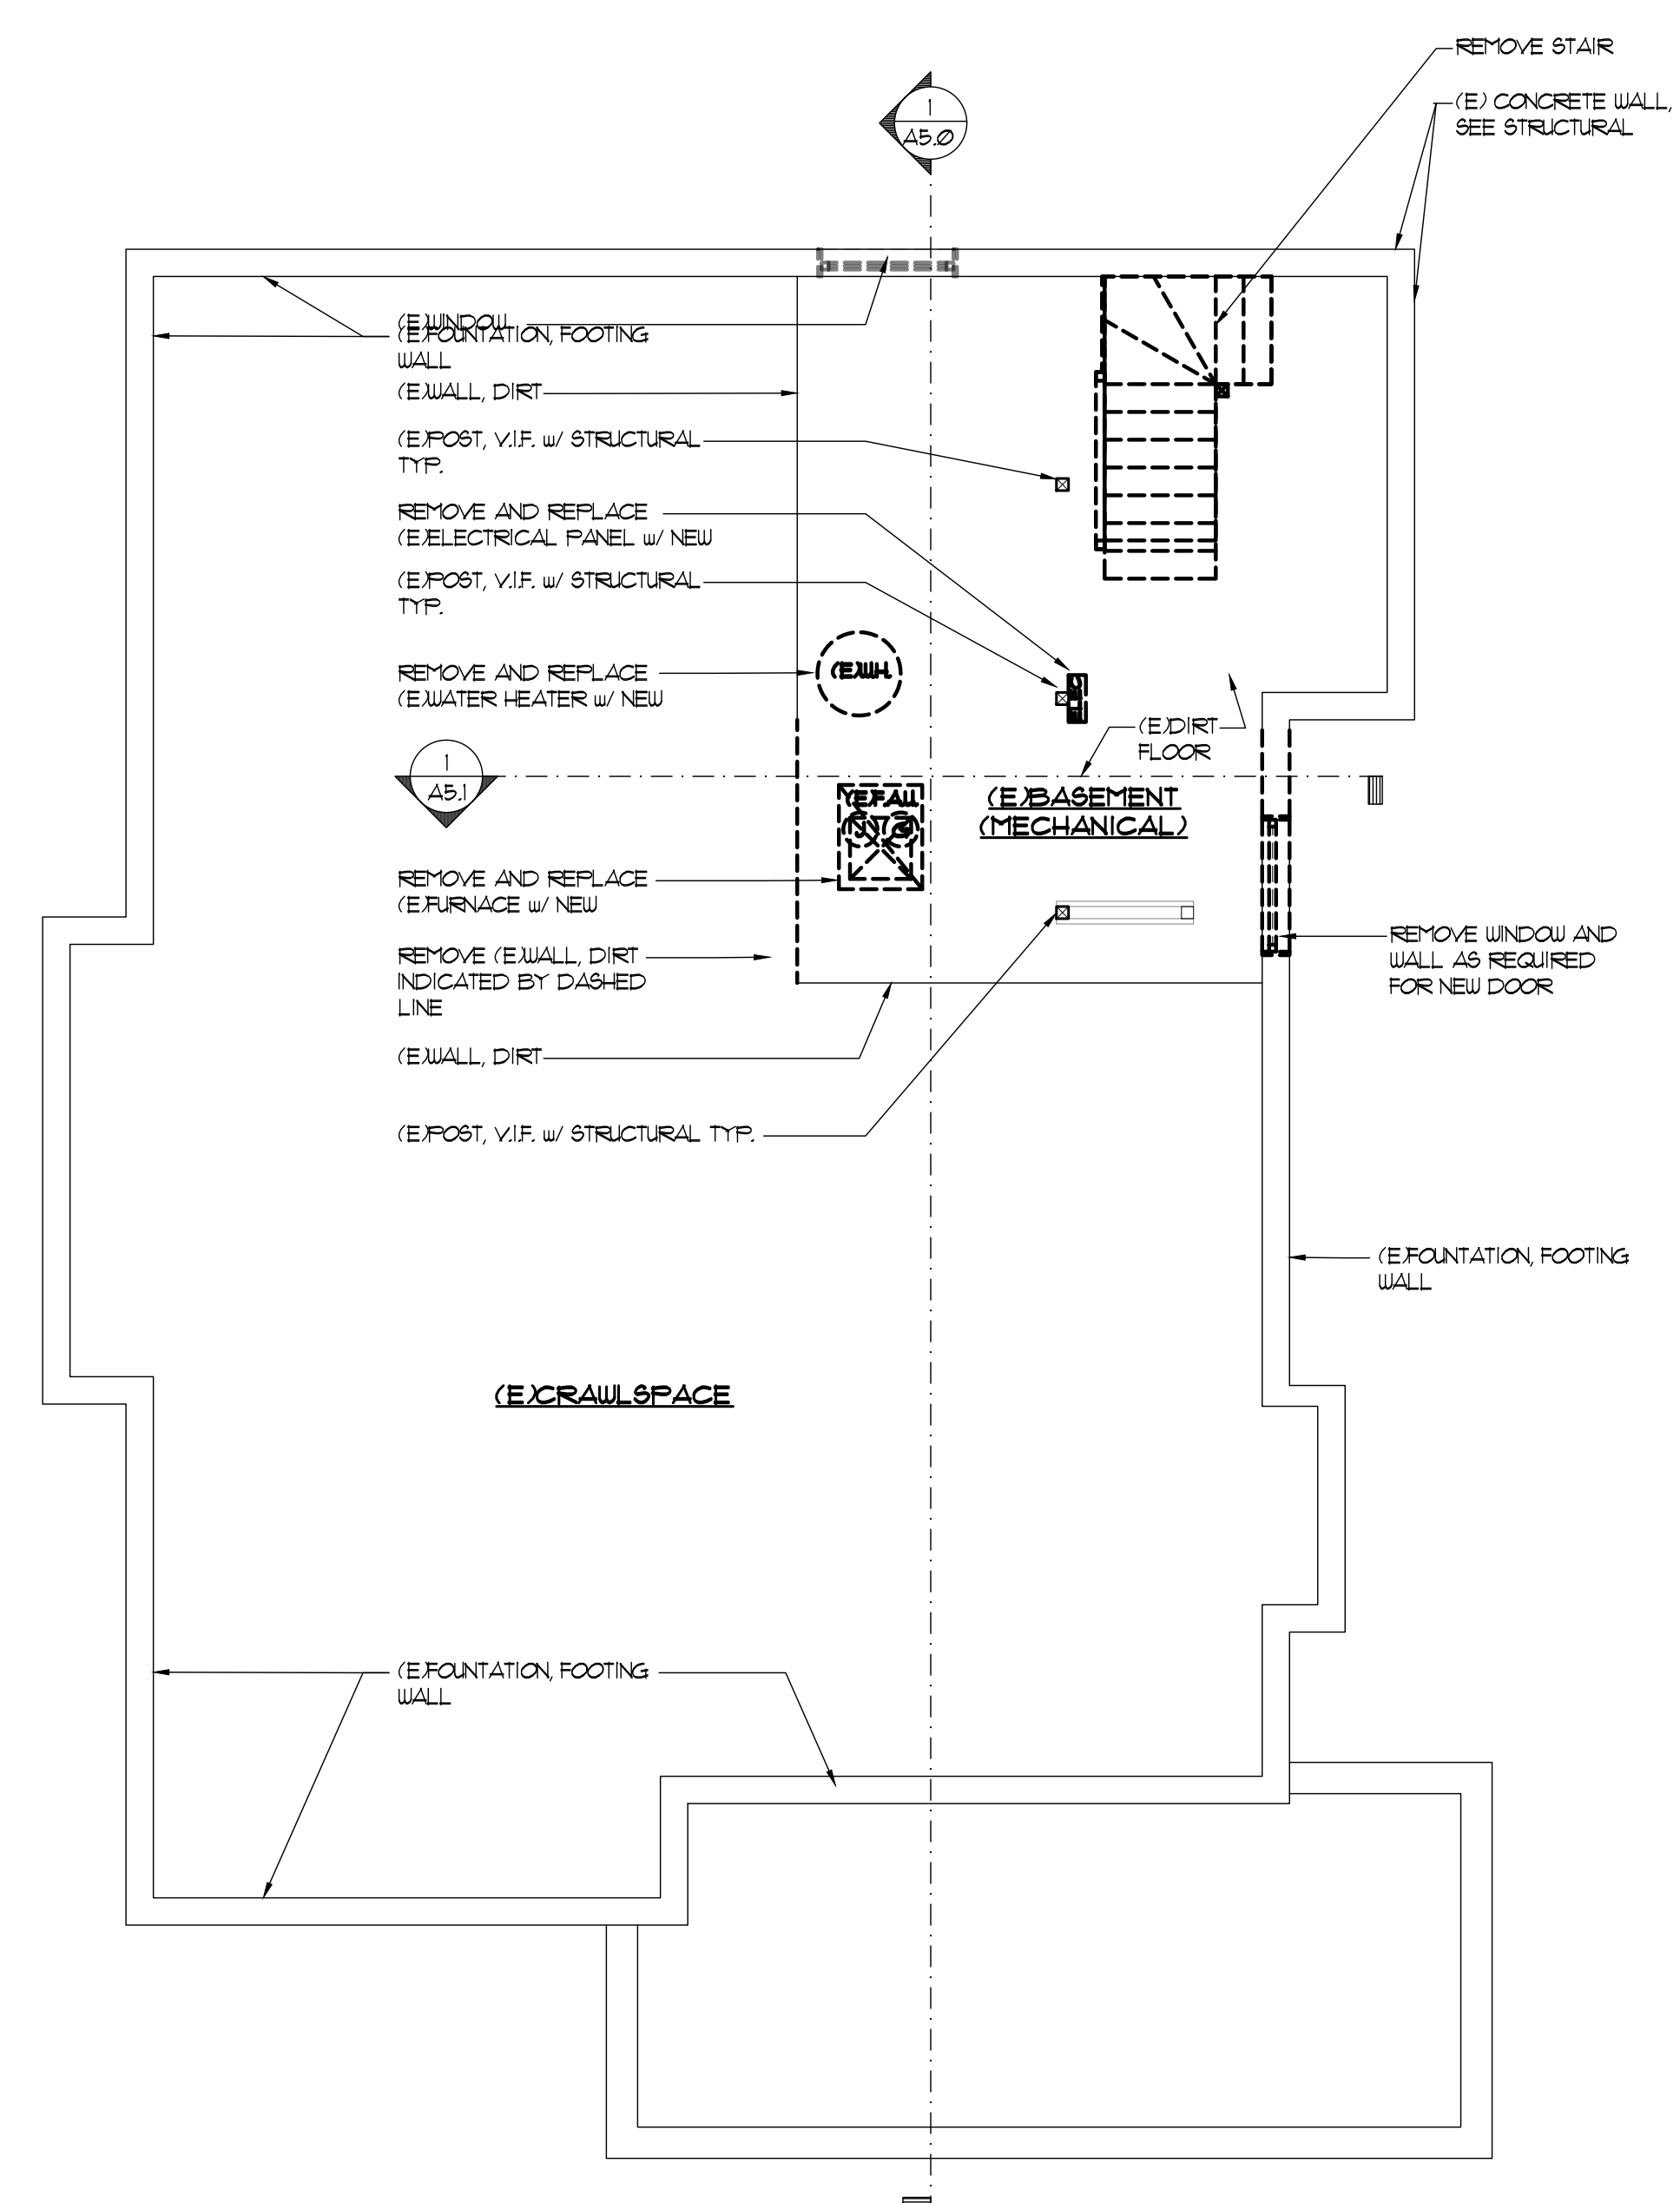 REMOVE STAIR
(E) CONCRETE WALL,
SEE STRUCTURAL
1
A5.0
(E)WINDOW
(E)FOUNTATION, FOOTING
WALL
(E)WALL, DIRT
(E)POST, V.I.F. w/ STRUCTURAL
TYP.
REMOVE AND REPLACE
(E)ELECTRICAL PANEL w/ NEW
(E)POST, V.I.F. w/ STRUCTURAL
TYP.
REMOVE AND REPLACE
(E)WATER HEATER w/ NEW
(E)W.H.
ELEC
(E)DIRT
FLOOR
1
A5.1
(E)F.A.U.
(E)BASEMENT
(MECHANICAL)
REMOVE AND REPLACE
(E)FURNACE w/ NEW
REMOVE (E)WALL, DIRT
INDICATED BY DASHED
LINE
REMOVE WINDOW AND
WALL AS REQUIRED
FOR NEW DOOR
(E)WALL, DIRT
(E)POST, V.I.F. w/ STRUCTURAL TYP.
(E)FOUNTATION, FOOTING
WALL
(E)CRAWLSPACE
(E)FOUNTATION, FOOTING
WALL